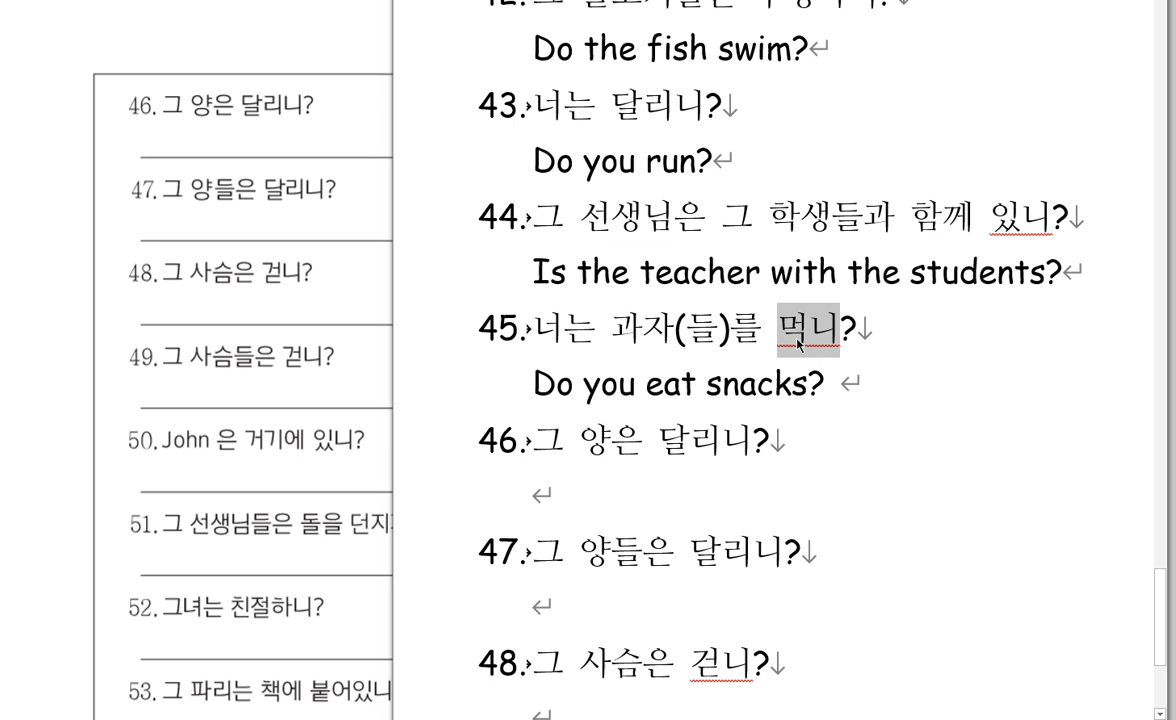 46. 그 양은 달리니?
47. 그 양들은 달리니?
48. 그 사슴은 걷니?
49. 그 사슴들은 걷니?
50. John 은 거기에 있니?
51. 그 선생님들은 돌을 던지
52. 그녀는 친절하니?
53. 그 파리는 책에 붙어있니
Do the fish swim?
43. 너는 달리니?
Do you run?
44. 그 선생님은 그 학생들과 함께 있니?
Is the teacher with the students?
45. 너는 과자(들)를 먹니?
Do you eat snacks?
46. 그 양은 달리니?
47. 그 양들은 달리니?
48. 그 사슴은 걷니?